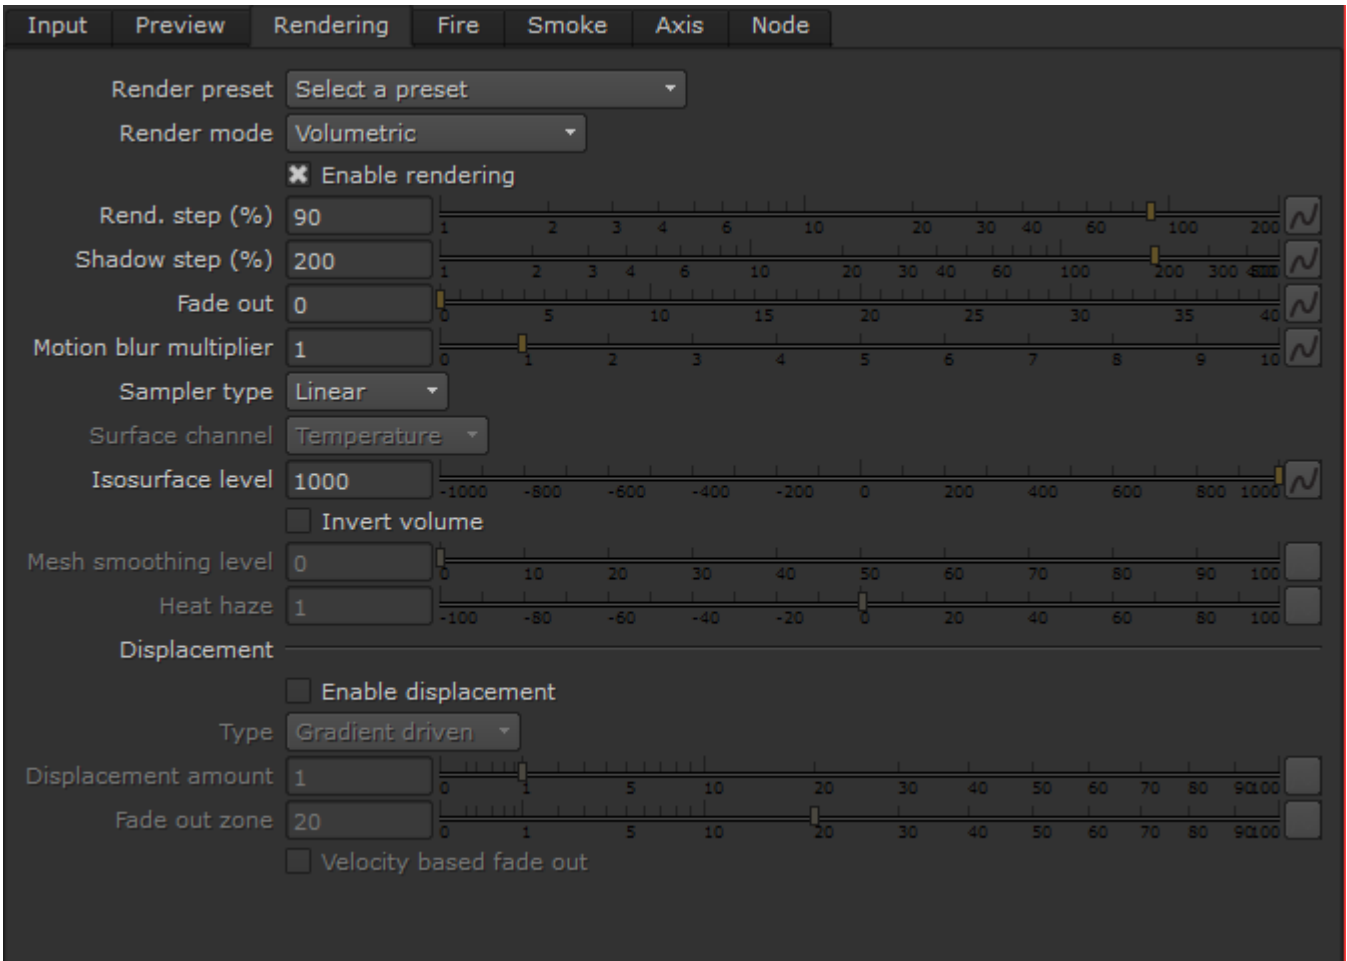 Input Preview Rendering Fire Smoke Axis Node
Render preset Select a preset
Render mode Volumetric
Enable rendering
Rend. step (%) 90
1 2 3 4 6 10 20 30 40 60 100 200
Shadow step (%) 200
1 2 3 4 6 10 20 30 40 60 100 200 300
Fade out 0
0 5 10 15 20 25 30 35 40
Motion blur multiplier 1
0 1 2 3 4 5 6 7 8 9 10
Sampler type Linear
Surface channel Temperature
Isosurface level 1000
-1000 -800 -600 -400 -200 0 200 400 600 800 1000
Invert volume
Mesh smoothing level 0
0 10 20 30 40 50 60 70 80 90 100
Heat haze 1
-100 -80 -60 -40 -20 0 20 40 60 80 100
Displacement
Enable displacement
Type Gradient driven
Displacement amount 1
0 1 5 10 20 30 40 50 60 70 80 90 100
Fade out zone 20
0 1 5 10 20 30 40 50 60 70 80 90 100
Velocity based fade out